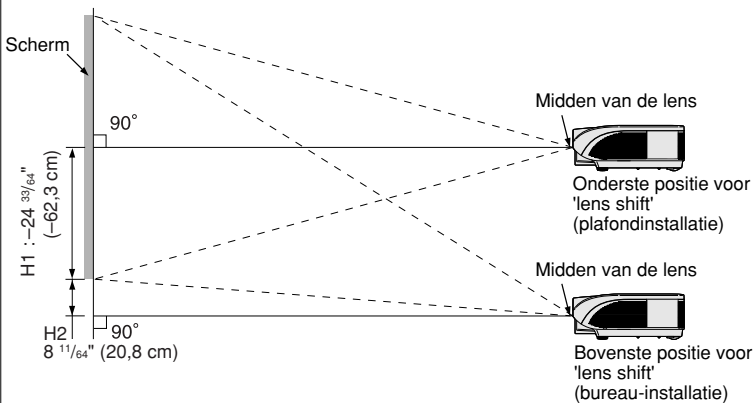 Scherm
90°
Midden van de lens
H1 :–24 33/64"
(–62,3 cm)
Onderste positie voor
'lens shift'
(plafondinstallatie)
Midden van de lens
H2
90°
8 11/64" (20,8 cm)
Bovenste positie voor
'lens shift'
(bureau-installatie)